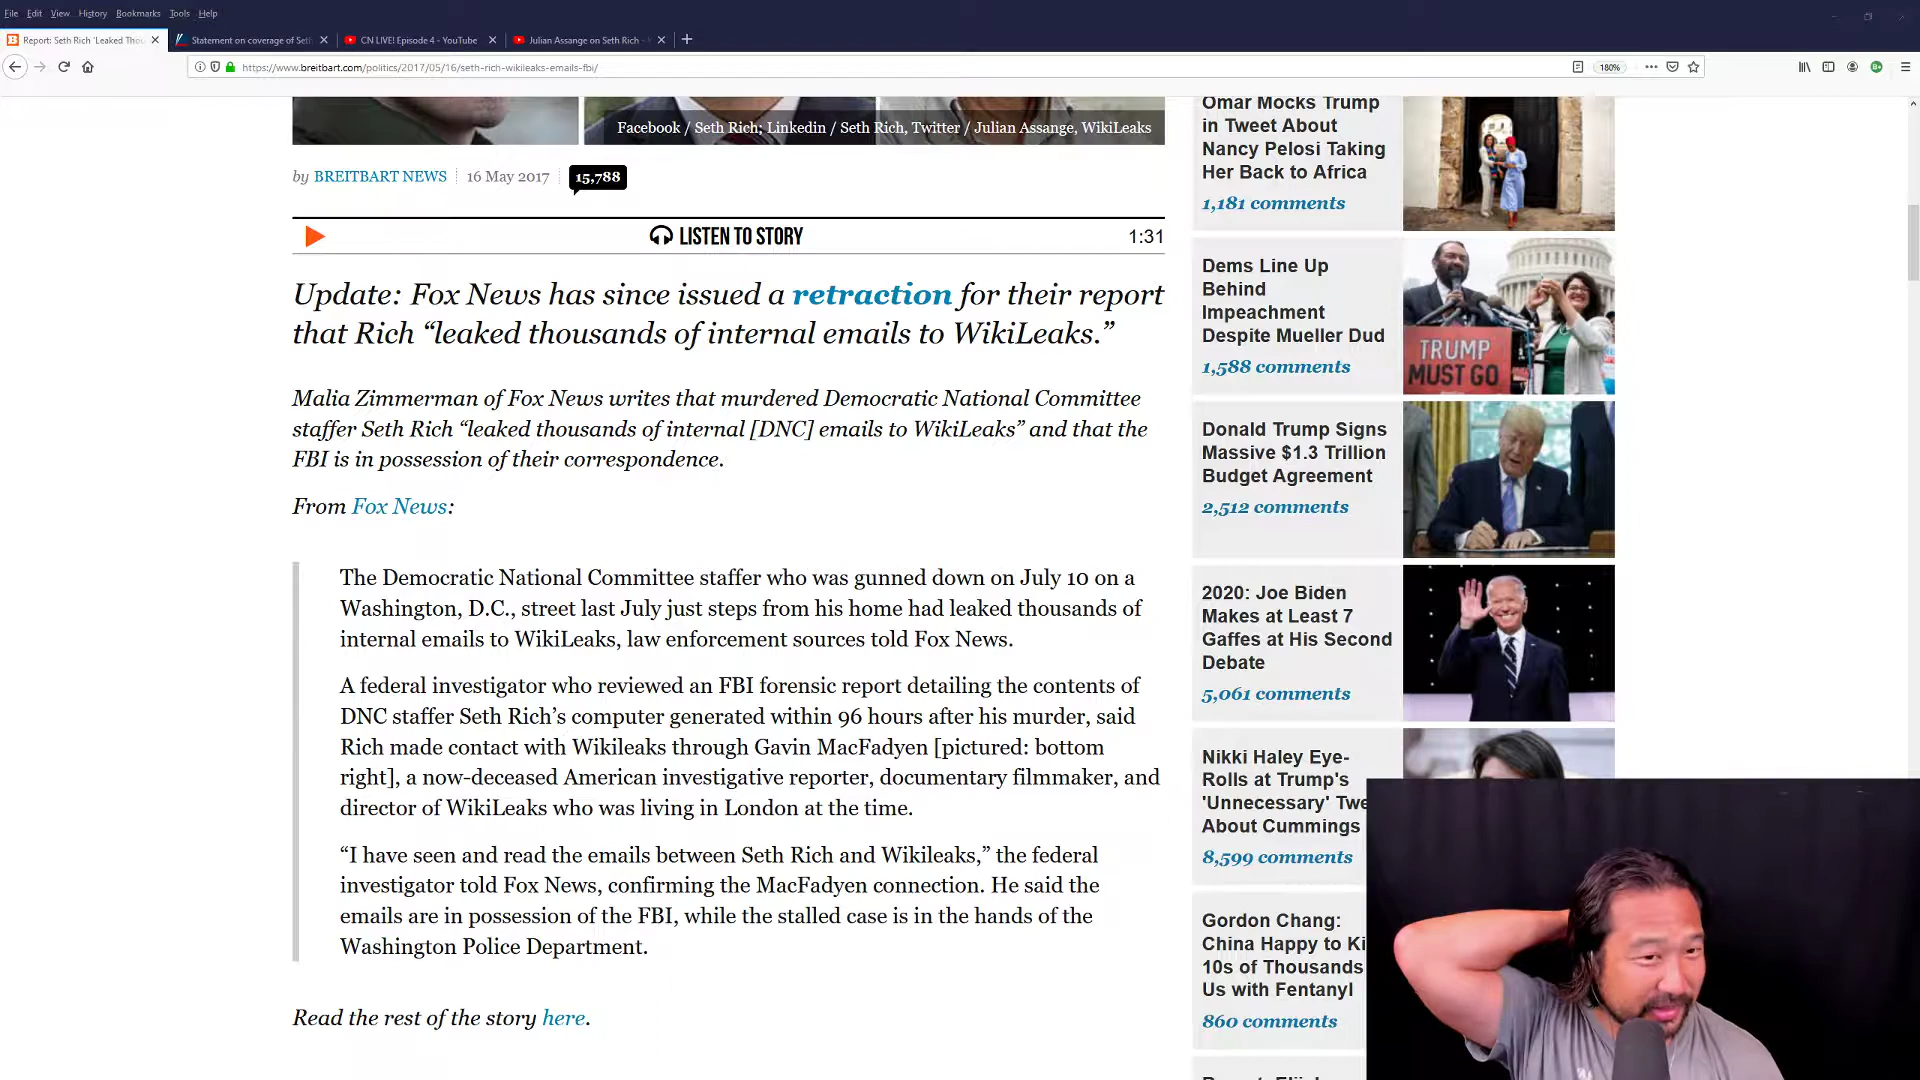 File Edit View History Bookmarks Tools Help
Report: Seth Rich 'Leaked Thou
Statement on coverage of Set
CN LIVE! Episode 4 - YouTube
Julian Assange on Seth Rich -
https://www.breitbart.com/politics/2017/05/16/seth-rich-wikileaks-emails-fbi/
180%
Facebook / Seth Rich; Linkedin / Seth Rich, Twitter / Julian Assange, WikiLeaks
by BREITBART NEWS 16 May 2017 15,788
LISTEN TO STORY 1:31
Update: Fox News has since issued a retraction for their report
that Rich “leaked thousands of internal emails to WikiLeaks.”
Malia Zimmerman of Fox News writes that murdered Democratic National Committee
staffer Seth Rich “leaked thousands of internal [DNC] emails to WikiLeaks” and that the
FBI is in possession of their correspondence.
From Fox News:
The Democratic National Committee staffer who was gunned down on July 10 on a
Washington, D.C., street last July just steps from his home had leaked thousands of
internal emails to WikiLeaks, law enforcement sources told Fox News.
A federal investigator who reviewed an FBI forensic report detailing the contents of
DNC staffer Seth Rich’s computer generated within 96 hours after his murder, said
Rich made contact with Wikileaks through Gavin MacFadyen [pictured: bottom
right], a now-deceased American investigative reporter, documentary filmmaker, and
director of WikiLeaks who was living in London at the time.
“I have seen and read the emails between Seth Rich and Wikileaks,” the federal
investigator told Fox News, confirming the MacFadyen connection. He said the
emails are in possession of the FBI, while the stalled case is in the hands of the
Washington Police Department.
Read the rest of the story here.
Omar Mocks Trump
in Tweet About
Nancy Pelosi Taking
Her Back to Africa
1,181 comments
Dems Line Up
Behind
Impeachment
Despite Mueller Dud
1,588 comments
TRUMP
MUST GO
Donald Trump Signs
Massive $1.3 Trillion
Budget Agreement
2,512 comments
2020: Joe Biden
Makes at Least 7
Gaffes at His Second
Debate
5,061 comments
Nikki Haley Eye-
Rolls at Trump's
'Unnecessary' Twe
About Cummings
8,599 comments
Gordon Chang:
China Happy to Ki
10s of Thousands
Us with Fentanyl
860 comments